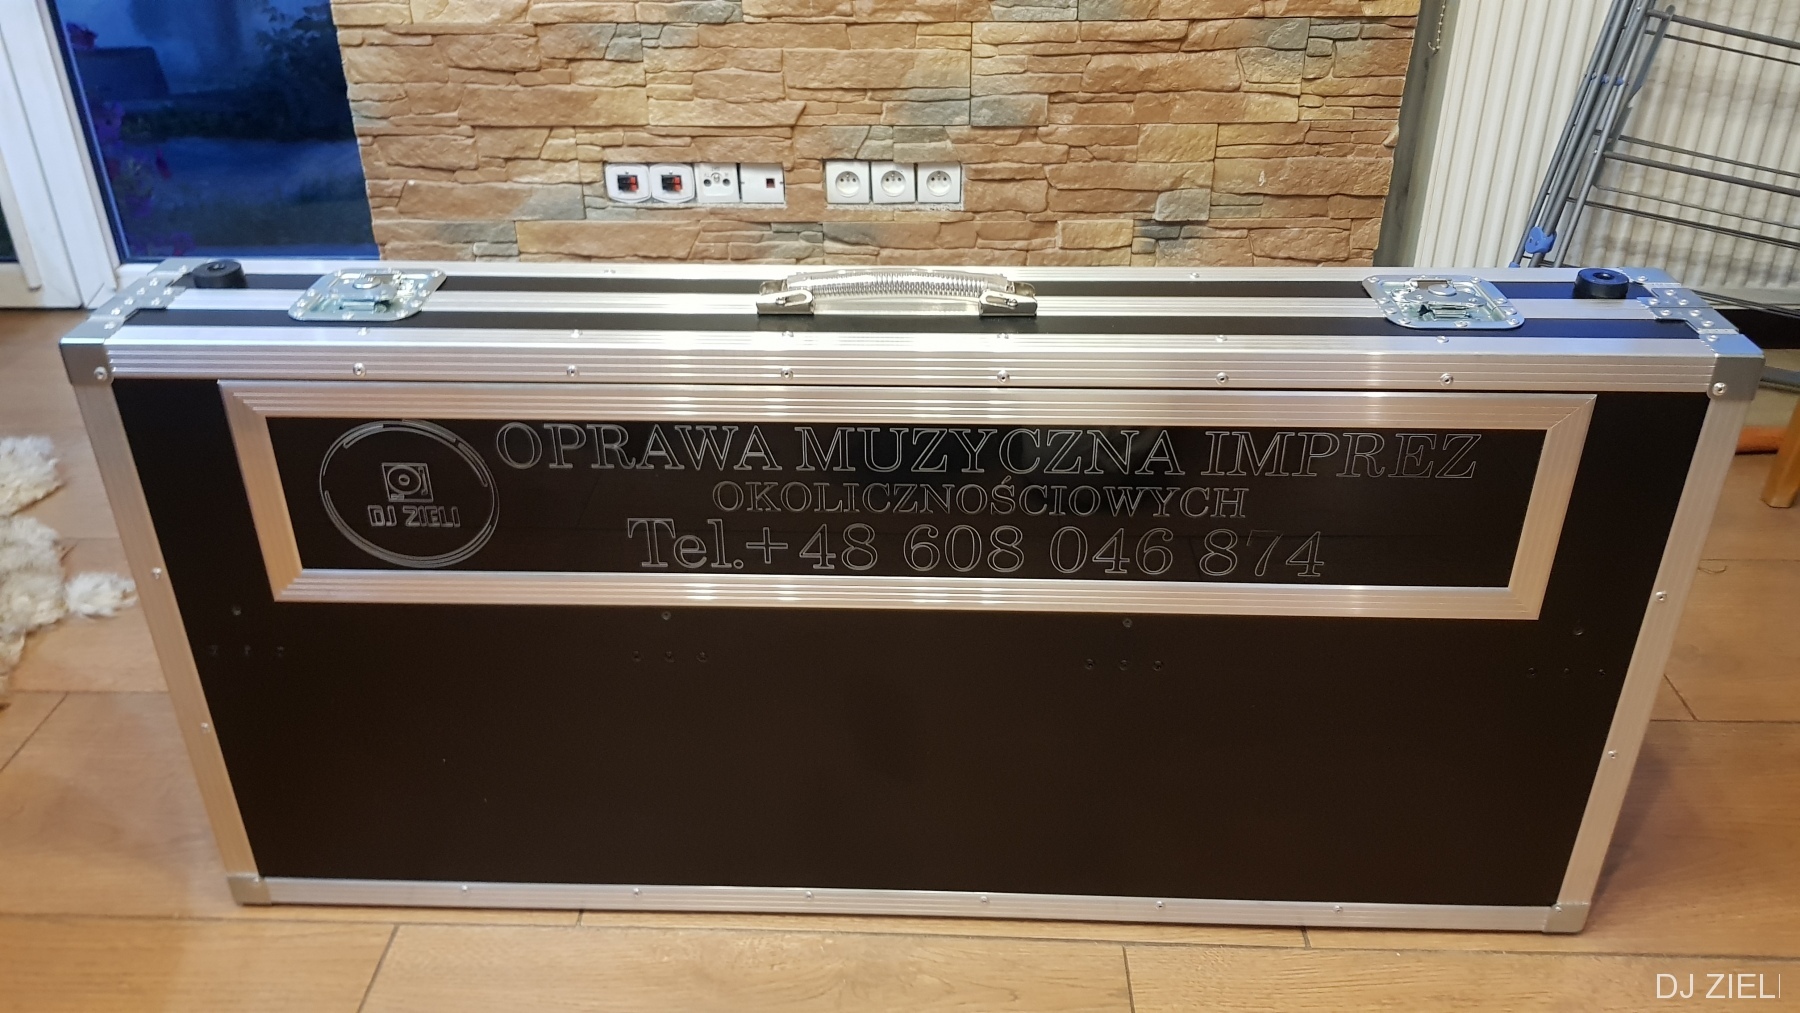 DJ ZIELI
OPRAWA MUZYCZNA IMPREZ
OKOLICZNOŚCIOWYCH
Tel.+48 608 046 874
DJ ZIELI